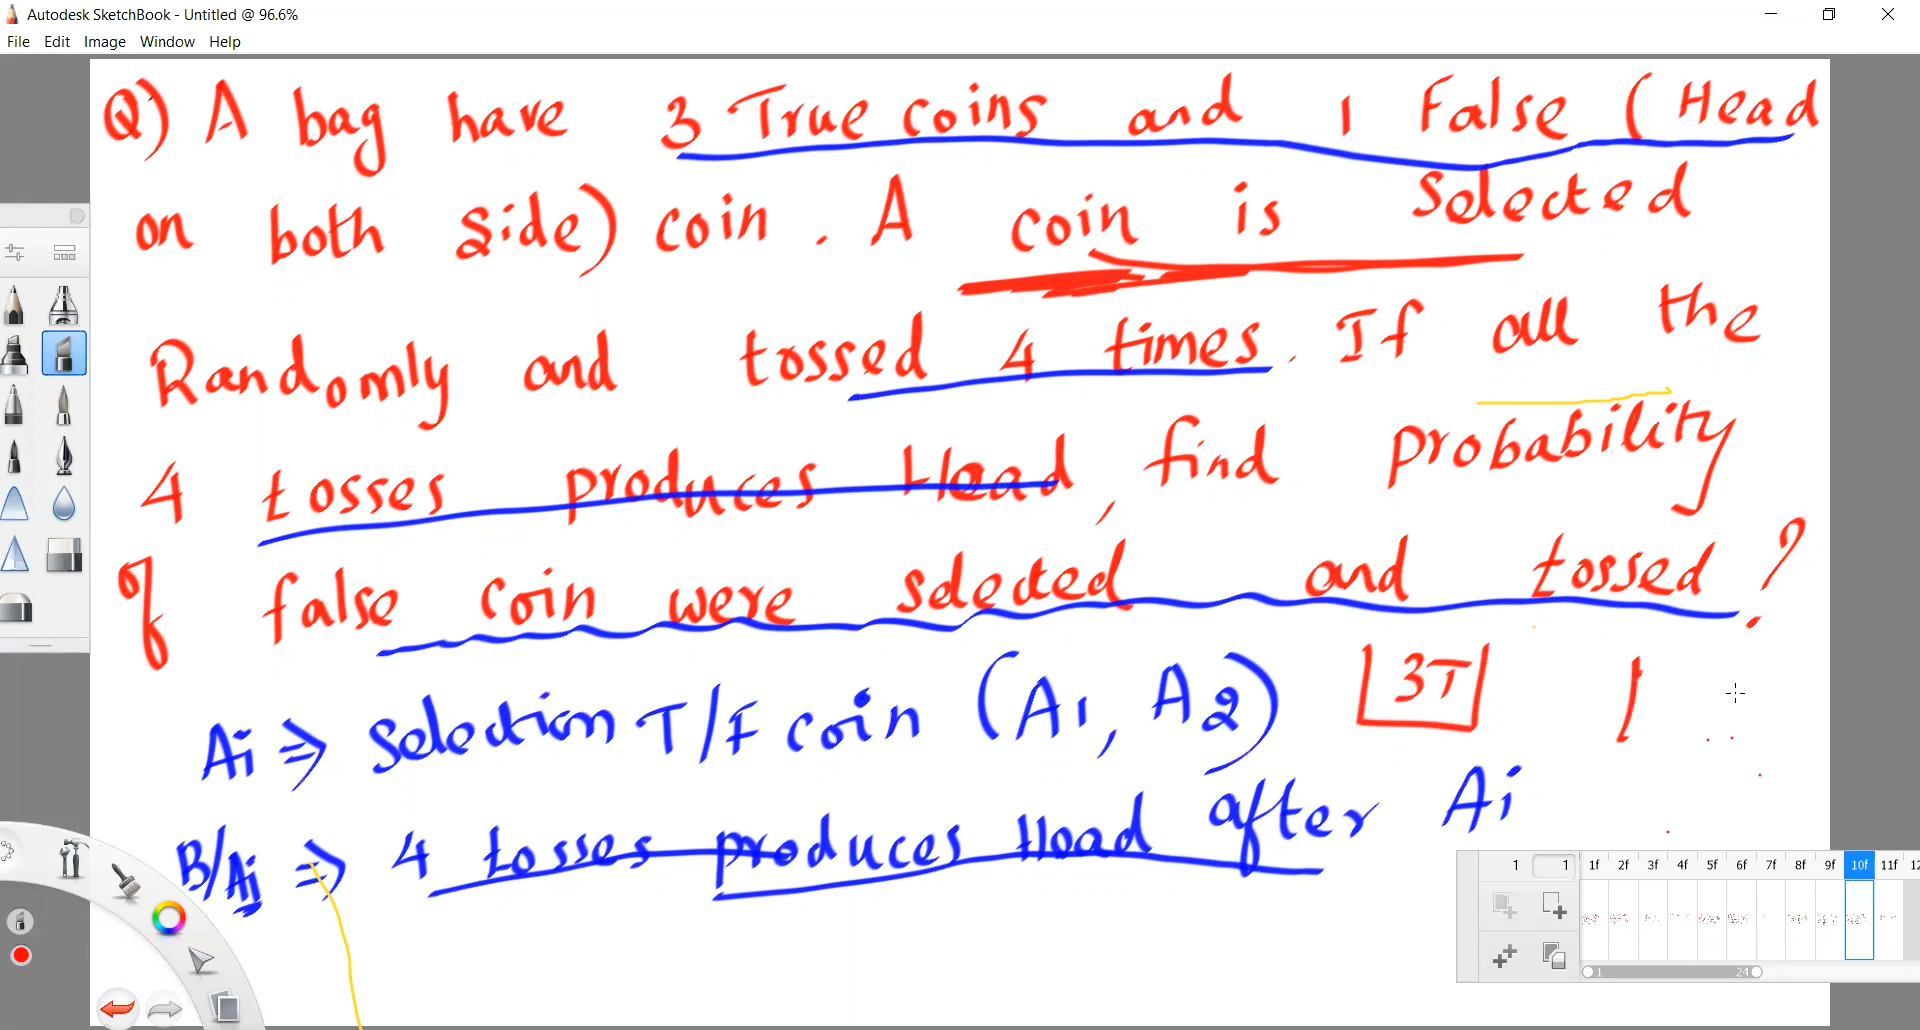 Autodesk SketchBook - Untitled @ 96.6%
File Edit Image Window Help
Q) A bag have 3 True coins and 1 False (Head
on both side) coin. A coin is Selected
Randomly and tossed 4 times. If all the
4 tosses produces Head, find Probability
of false coin were selected and tossed?
3T
Ai ⇒ Selection T/F coin (A1, A2)
B/Ai ⇒ 4 tosses produces Head after Ai
1 1 1f 2f 3f 4f 5f 6f 7f 8f 9f 10f 11f 12
1 24